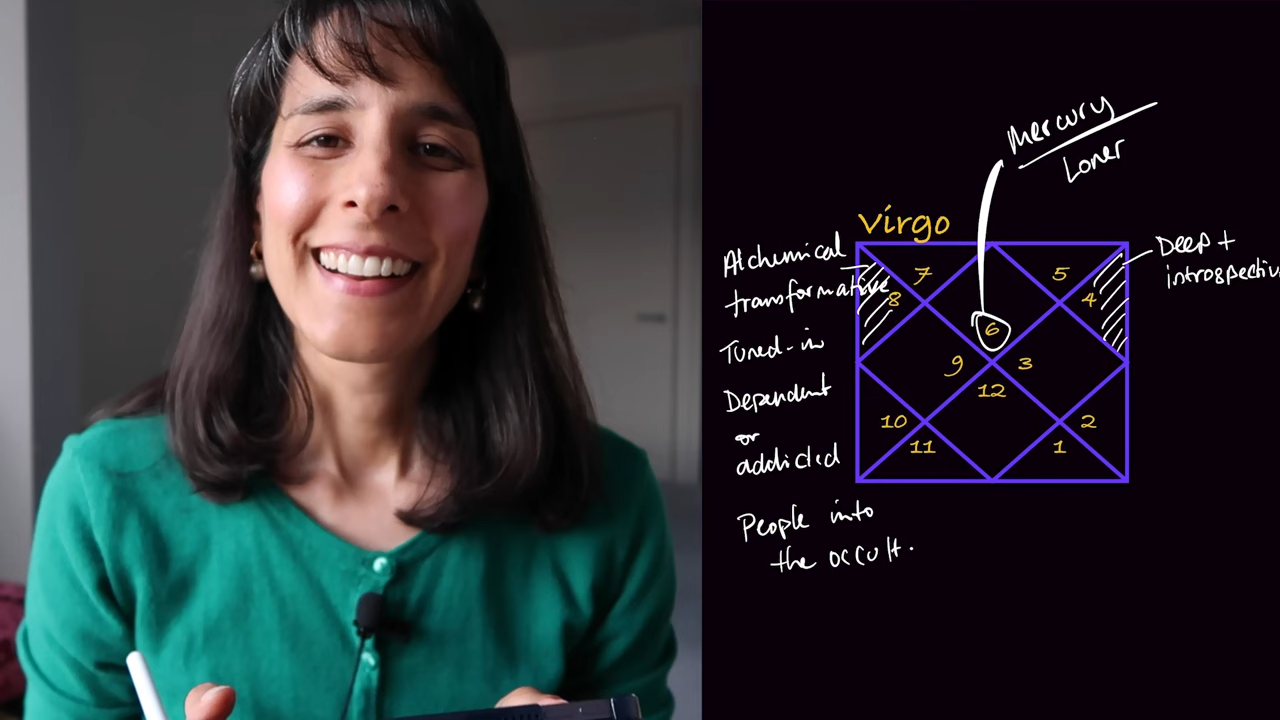 Mercury
Loner
Virgo
Alchemical
transformative
Tuned-in
Dependent
or
addicted
People into
the occult.
Deep +
introspectiv
7
5
8
4
6
9
3
12
10
2
11
1